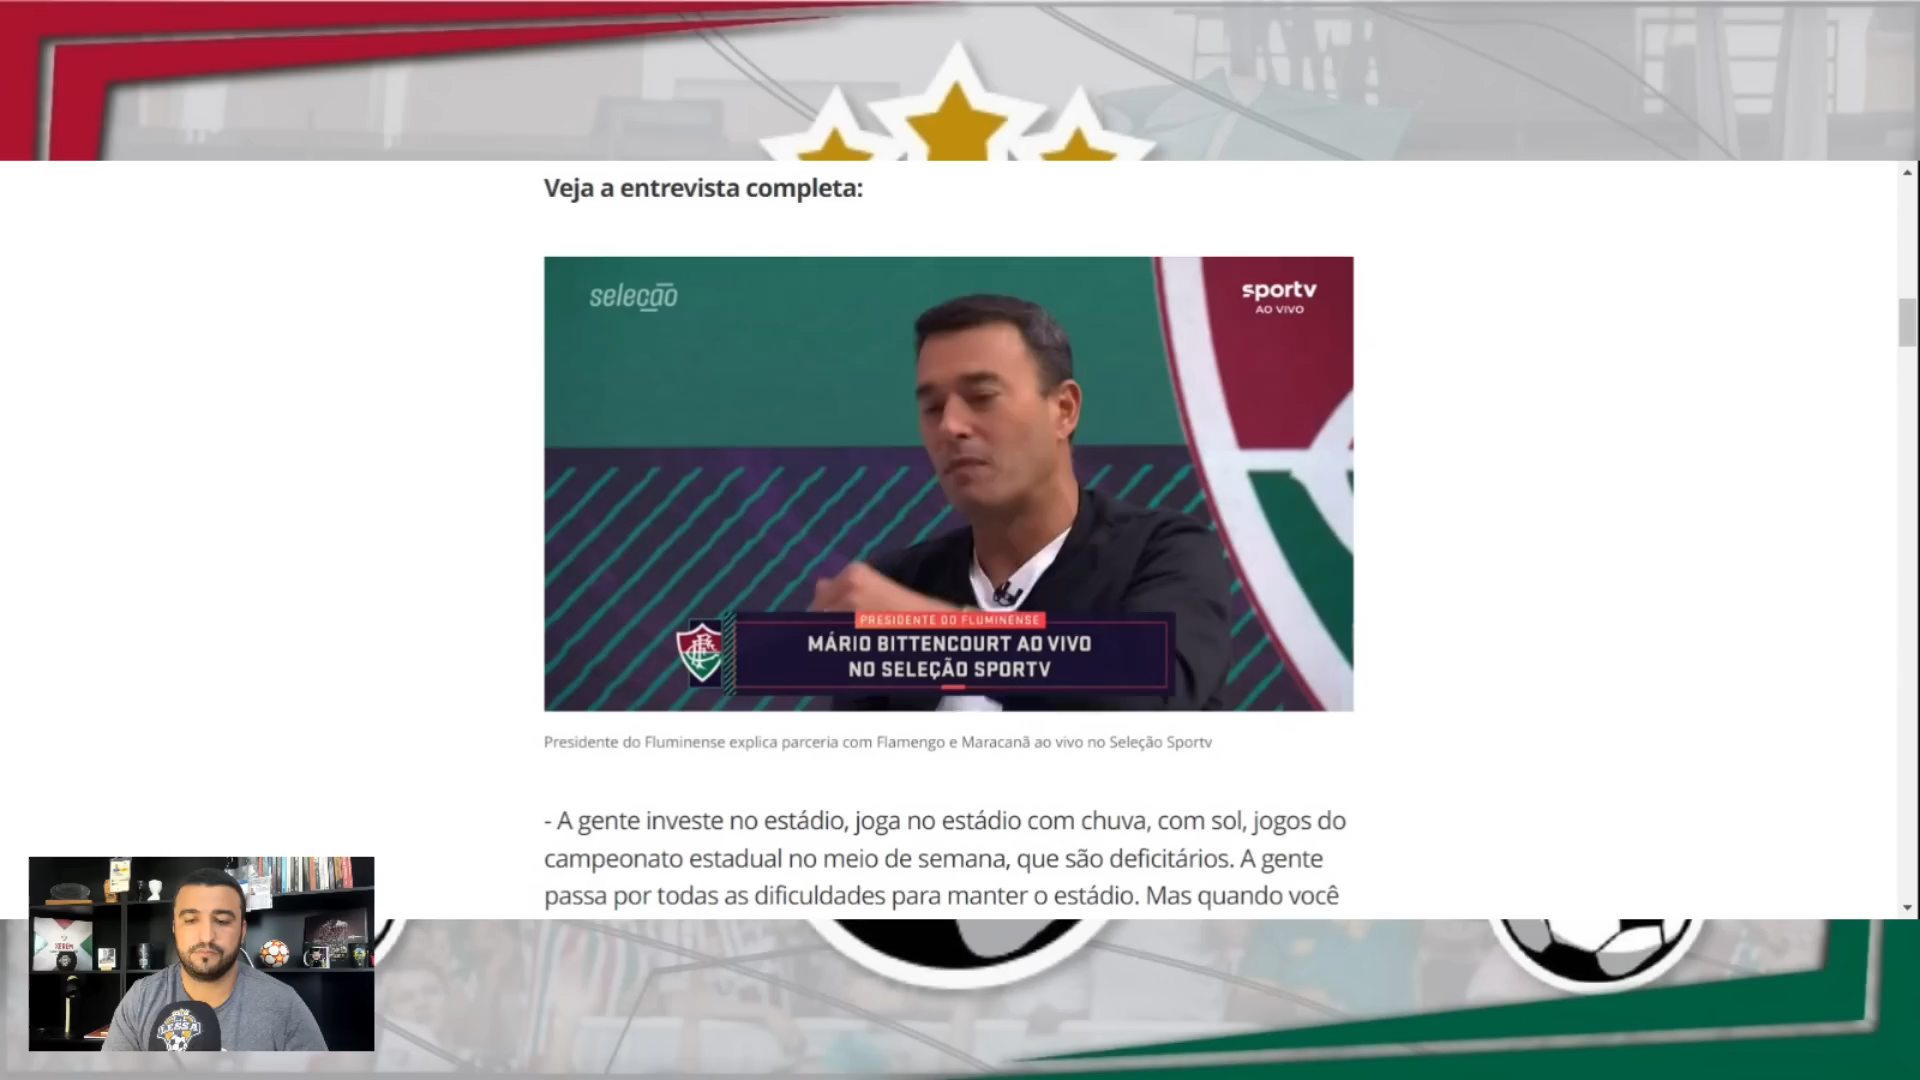 Veja a entrevista completa:
seleção
sportv
AO VIVO
PRESIDENTE DO FLUMINENSE
MÁRIO BITTENCOURT AO VIVO
NO SELEÇÃO SPORTV
Presidente do Fluminense explica parceria com Flamengo e Maracanã ao vivo no Seleção Sportv
- A gente investe no estádio, joga no estádio com chuva, com sol, jogos do
campeonato estadual no meio de semana, que são deficitários. A gente
passa por todas as dificuldades para manter o estádio. Mas quando você
LESSA